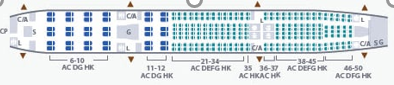 C/A C/A L C/A
CP S G S G
L L C/A L
6-10 11-12 21-34 35 36-37 38-45 46-50
AC DG HK AC DG HK AC DEFG HK AC HK AC HK AC DEFG HK AC DFG HK